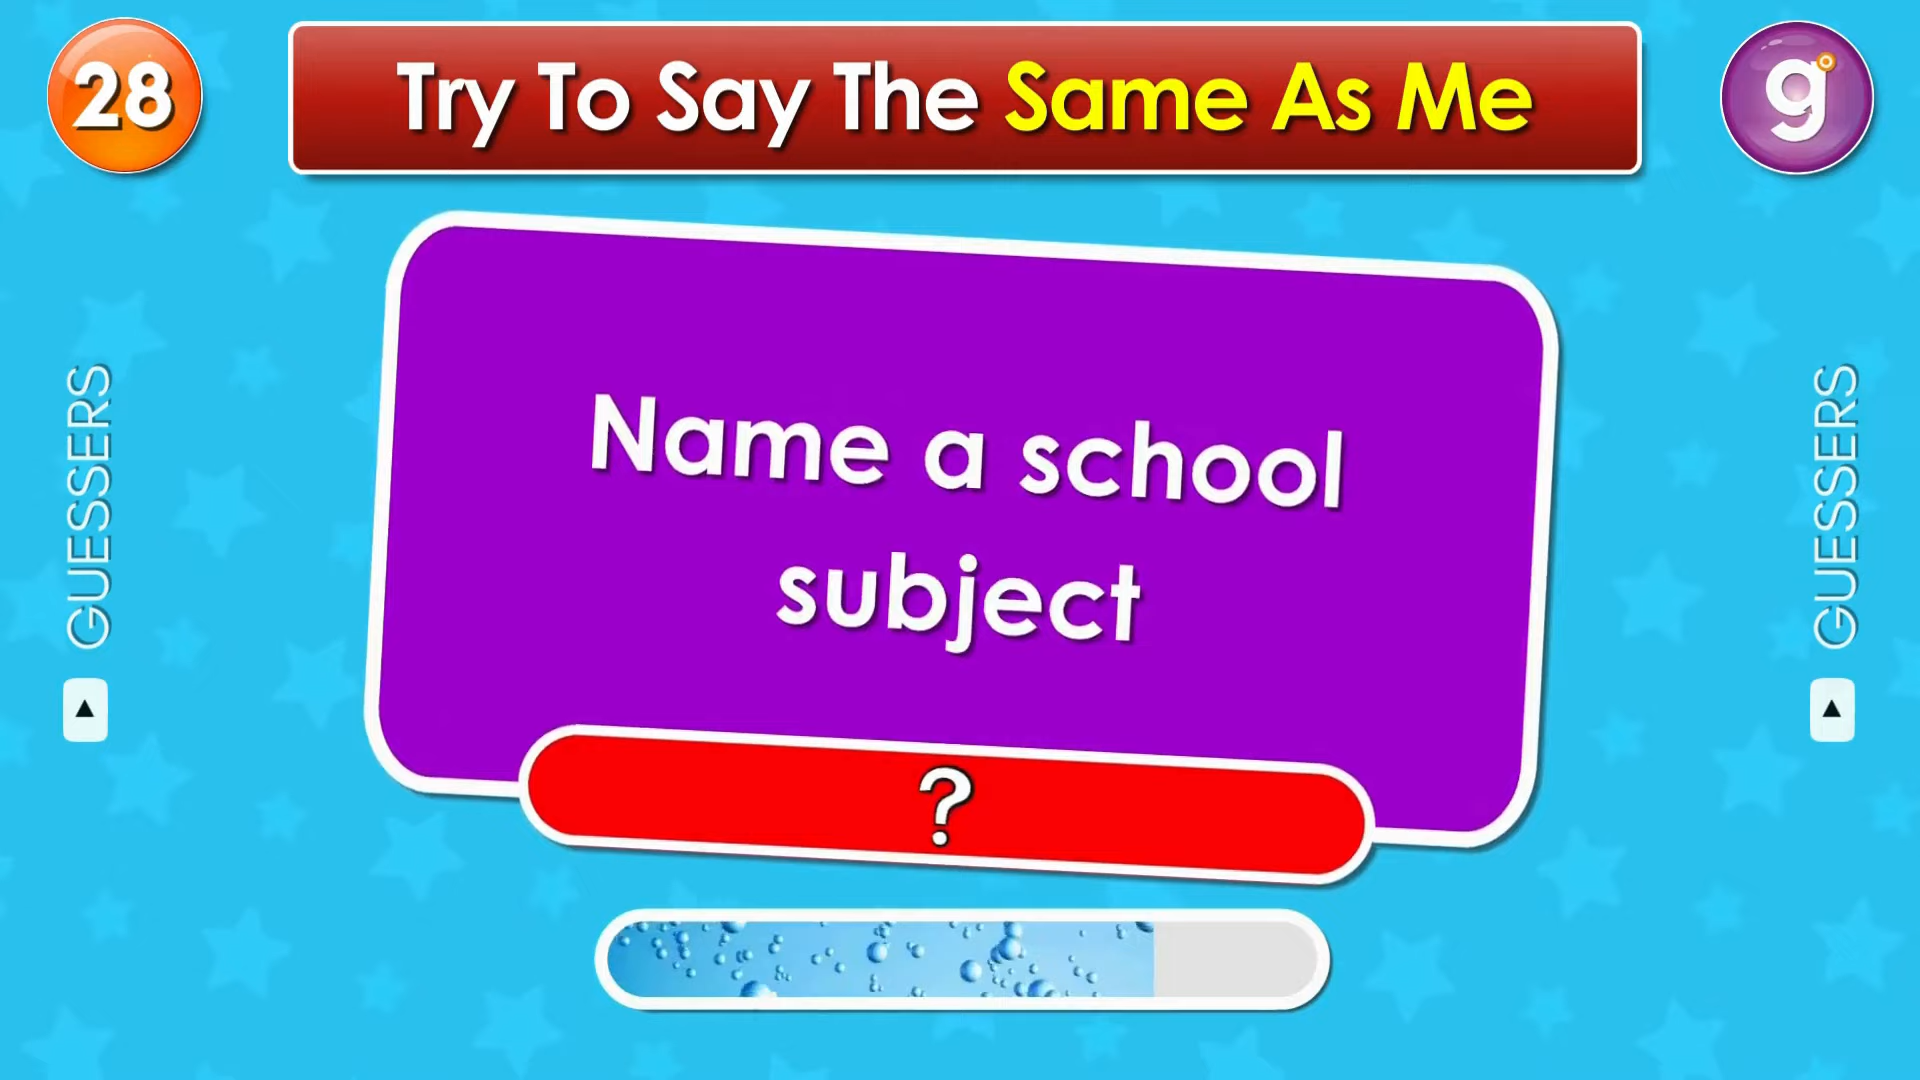 28
Try To Say The Same As Me
g
GUESSERS
Name a school
subject
?
GUESSERS